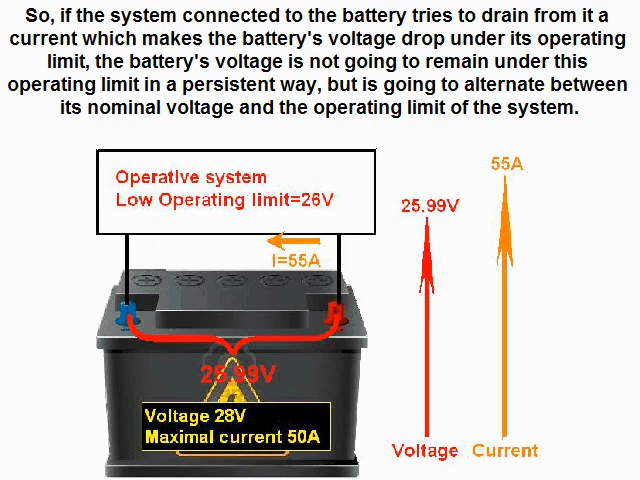 So, if the system connected to the battery tries to drain from it a
current which makes the battery's voltage drop under its operating
limit, the battery's voltage is not going to remain under this
operating limit in a persistent way, but is going to alternate between
its nominal voltage and the operating limit of the system.
55A
Operative system
Low Operating limit=26V
25.99V
I=55A
25.99V
Voltage 28V
Maximal current 50A
Voltage Current